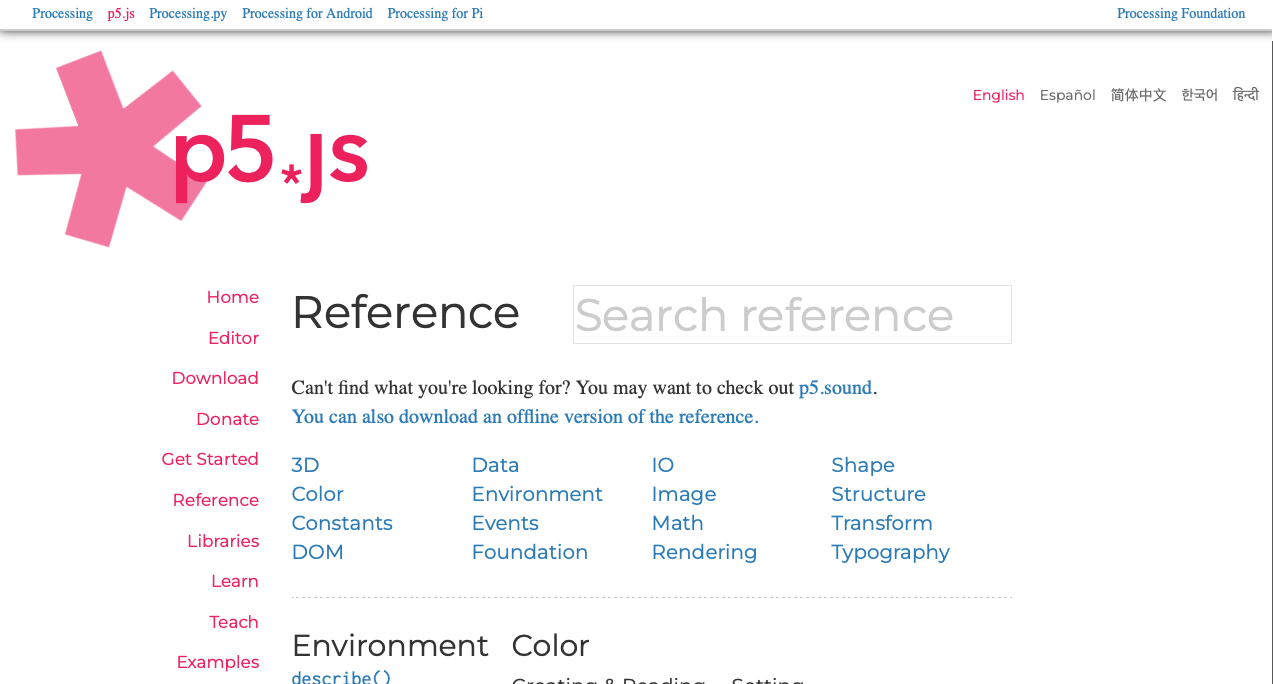 Processing p5.js Processing.py Processing for Android Processing for Pi Processing Foundation
English Español 简体中文 한국어 हिन्दी
p5.js
Home
Editor
Download
Donate
Get Started
Reference
Libraries
Learn
Teach
Examples
Reference
Search reference
Can't find what you're looking for? You may want to check out p5.sound.
You can also download an offline version of the reference.
3D Data IO Shape
Color Environment Image Structure
Constants Events Math Transform
DOM Foundation Rendering Typography
Environment Color
describe() Creating & Reading Setting